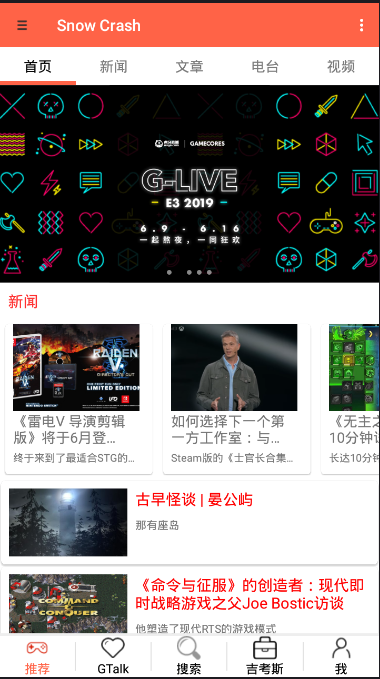 Snow Crash
首页
新闻
文章
电台
视频
GAMECORES
G-LIVE
E3 2019
6.9 - 6.16
一起熬夜，一同狂欢
新闻
RAIDEN V
DIRECTOR'S CUT
《雷电V 导演剪辑
版》将于6月登…
终于来到了最适合STG的…
如何选择下一个第
一方工作室：与…
Steam版的《士官长合集…
《无主之
10分钟
长达10分钟
古早怪谈 | 晏公屿
那有座岛
COMMAND
CONQUER
《命令与征服》的创造者：现代即
时战略游戏之父Joe Bostic访谈
他塑造了现代RTS的游戏模式
推荐
GTalk
搜索
吉考斯
我